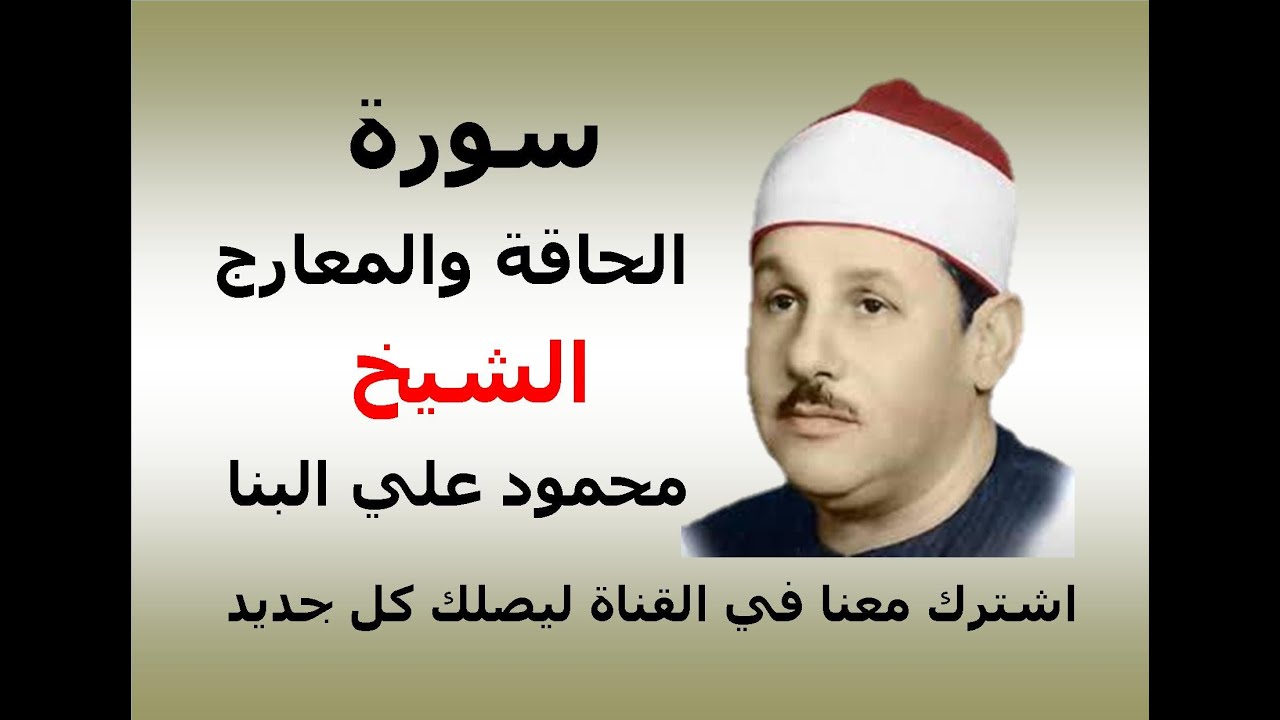 سورة
الحاقة والمعارج
الشيخ
محمود علي البنا
اشترك معنا في القناة ليصلك كل جديد